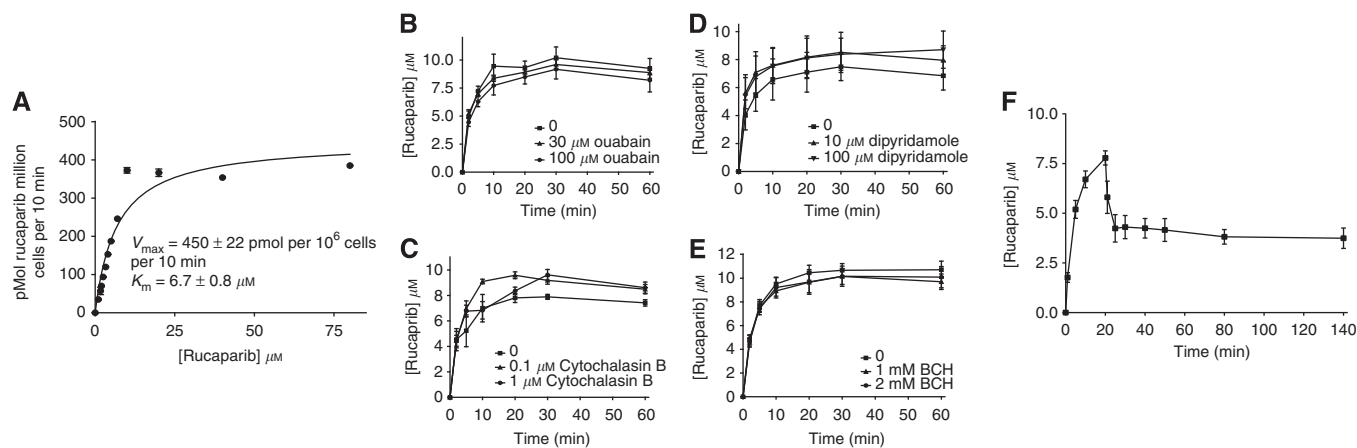 A
pMol rucaparib million
cells per 10 min
500
400
300
200
100
0
Vmax = 450 ± 22 pmol per 10⁶ cells
per 10 min
Km = 6.7 ± 0.8 μM
0 25 50 75
[Rucaparib] μM
B
[Rucaparib] μM
10.0
7.5
5.0
2.5
0.0
0
30 μM ouabain
100 μM ouabain
0 10 20 30 40 50 60
Time (min)
C
[Rucaprib] μM
10
8
6
4
2
0
0
0.1 μM Cytochalasin B
1 μM Cytochalasin B
0 10 20 30 40 50 60
Time (min)
D
[Rucaparib] μM
10
8
6
4
2
0
0
10 μM dipyridamole
100 μM dipyridamole
0 10 20 30 40 50 60
Time (min)
E
[Rucaparib] μM
12
10
8
6
4
2
0
0
1 mM BCH
2 mM BCH
0 10 20 30 40 50 60
Time (min)
F
[Rucaparib] μM
10.0
7.5
5.0
2.5
0.0
0 20 40 60 80 100 120 140
Time (min)